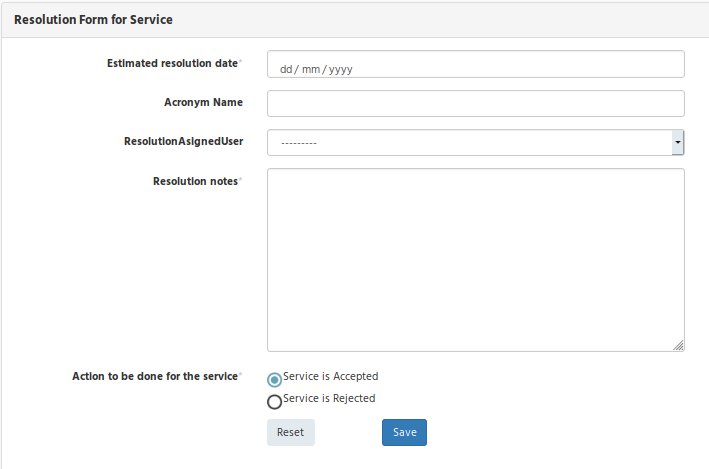 Resolution Form for Service
Estimated resolution date*
dd / mm / yyyy
Acronym Name
ResolutionAsignedUser
---------
Resolution notes*
Action to be done for the service*
Service is Accepted
Service is Rejected
Reset
Save